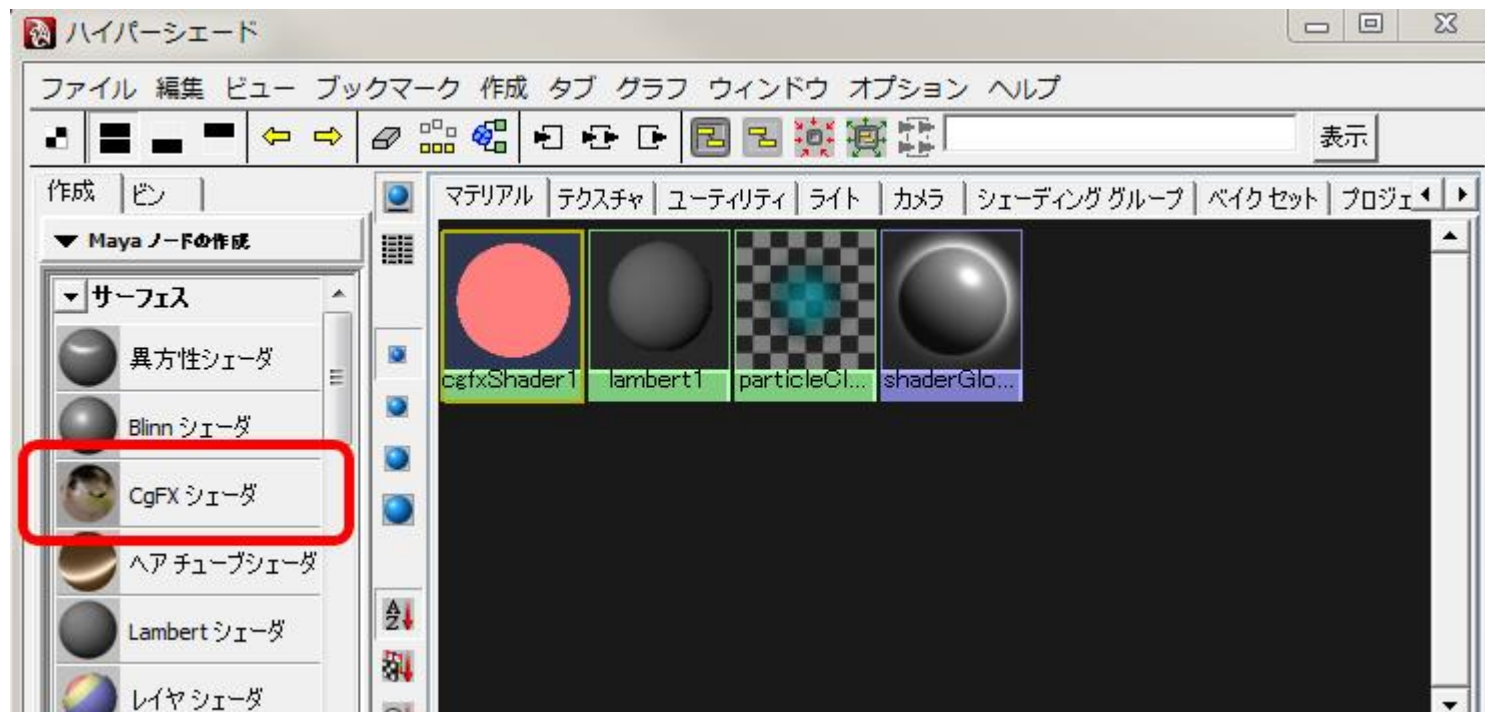 ハイパーシェード
ファイル 編集 ビュー ブックマーク 作成 タブ グラフ ウィンドウ オプション ヘルプ
表示
作成 ビン
マテリアル テクスチャ ユーティリティ ライト カメラ シェーディング グループ ベイク セット プロジェ
Maya ノードの作成
サーフェス
異方性シェーダ
Blinn シェーダ
CgFX シェーダ
ヘア チューブシェーダ
Lambert シェーダ
レイヤ シェーダ
cgfxShader1 lambert1 particleCl... shaderGlo...
A
Z